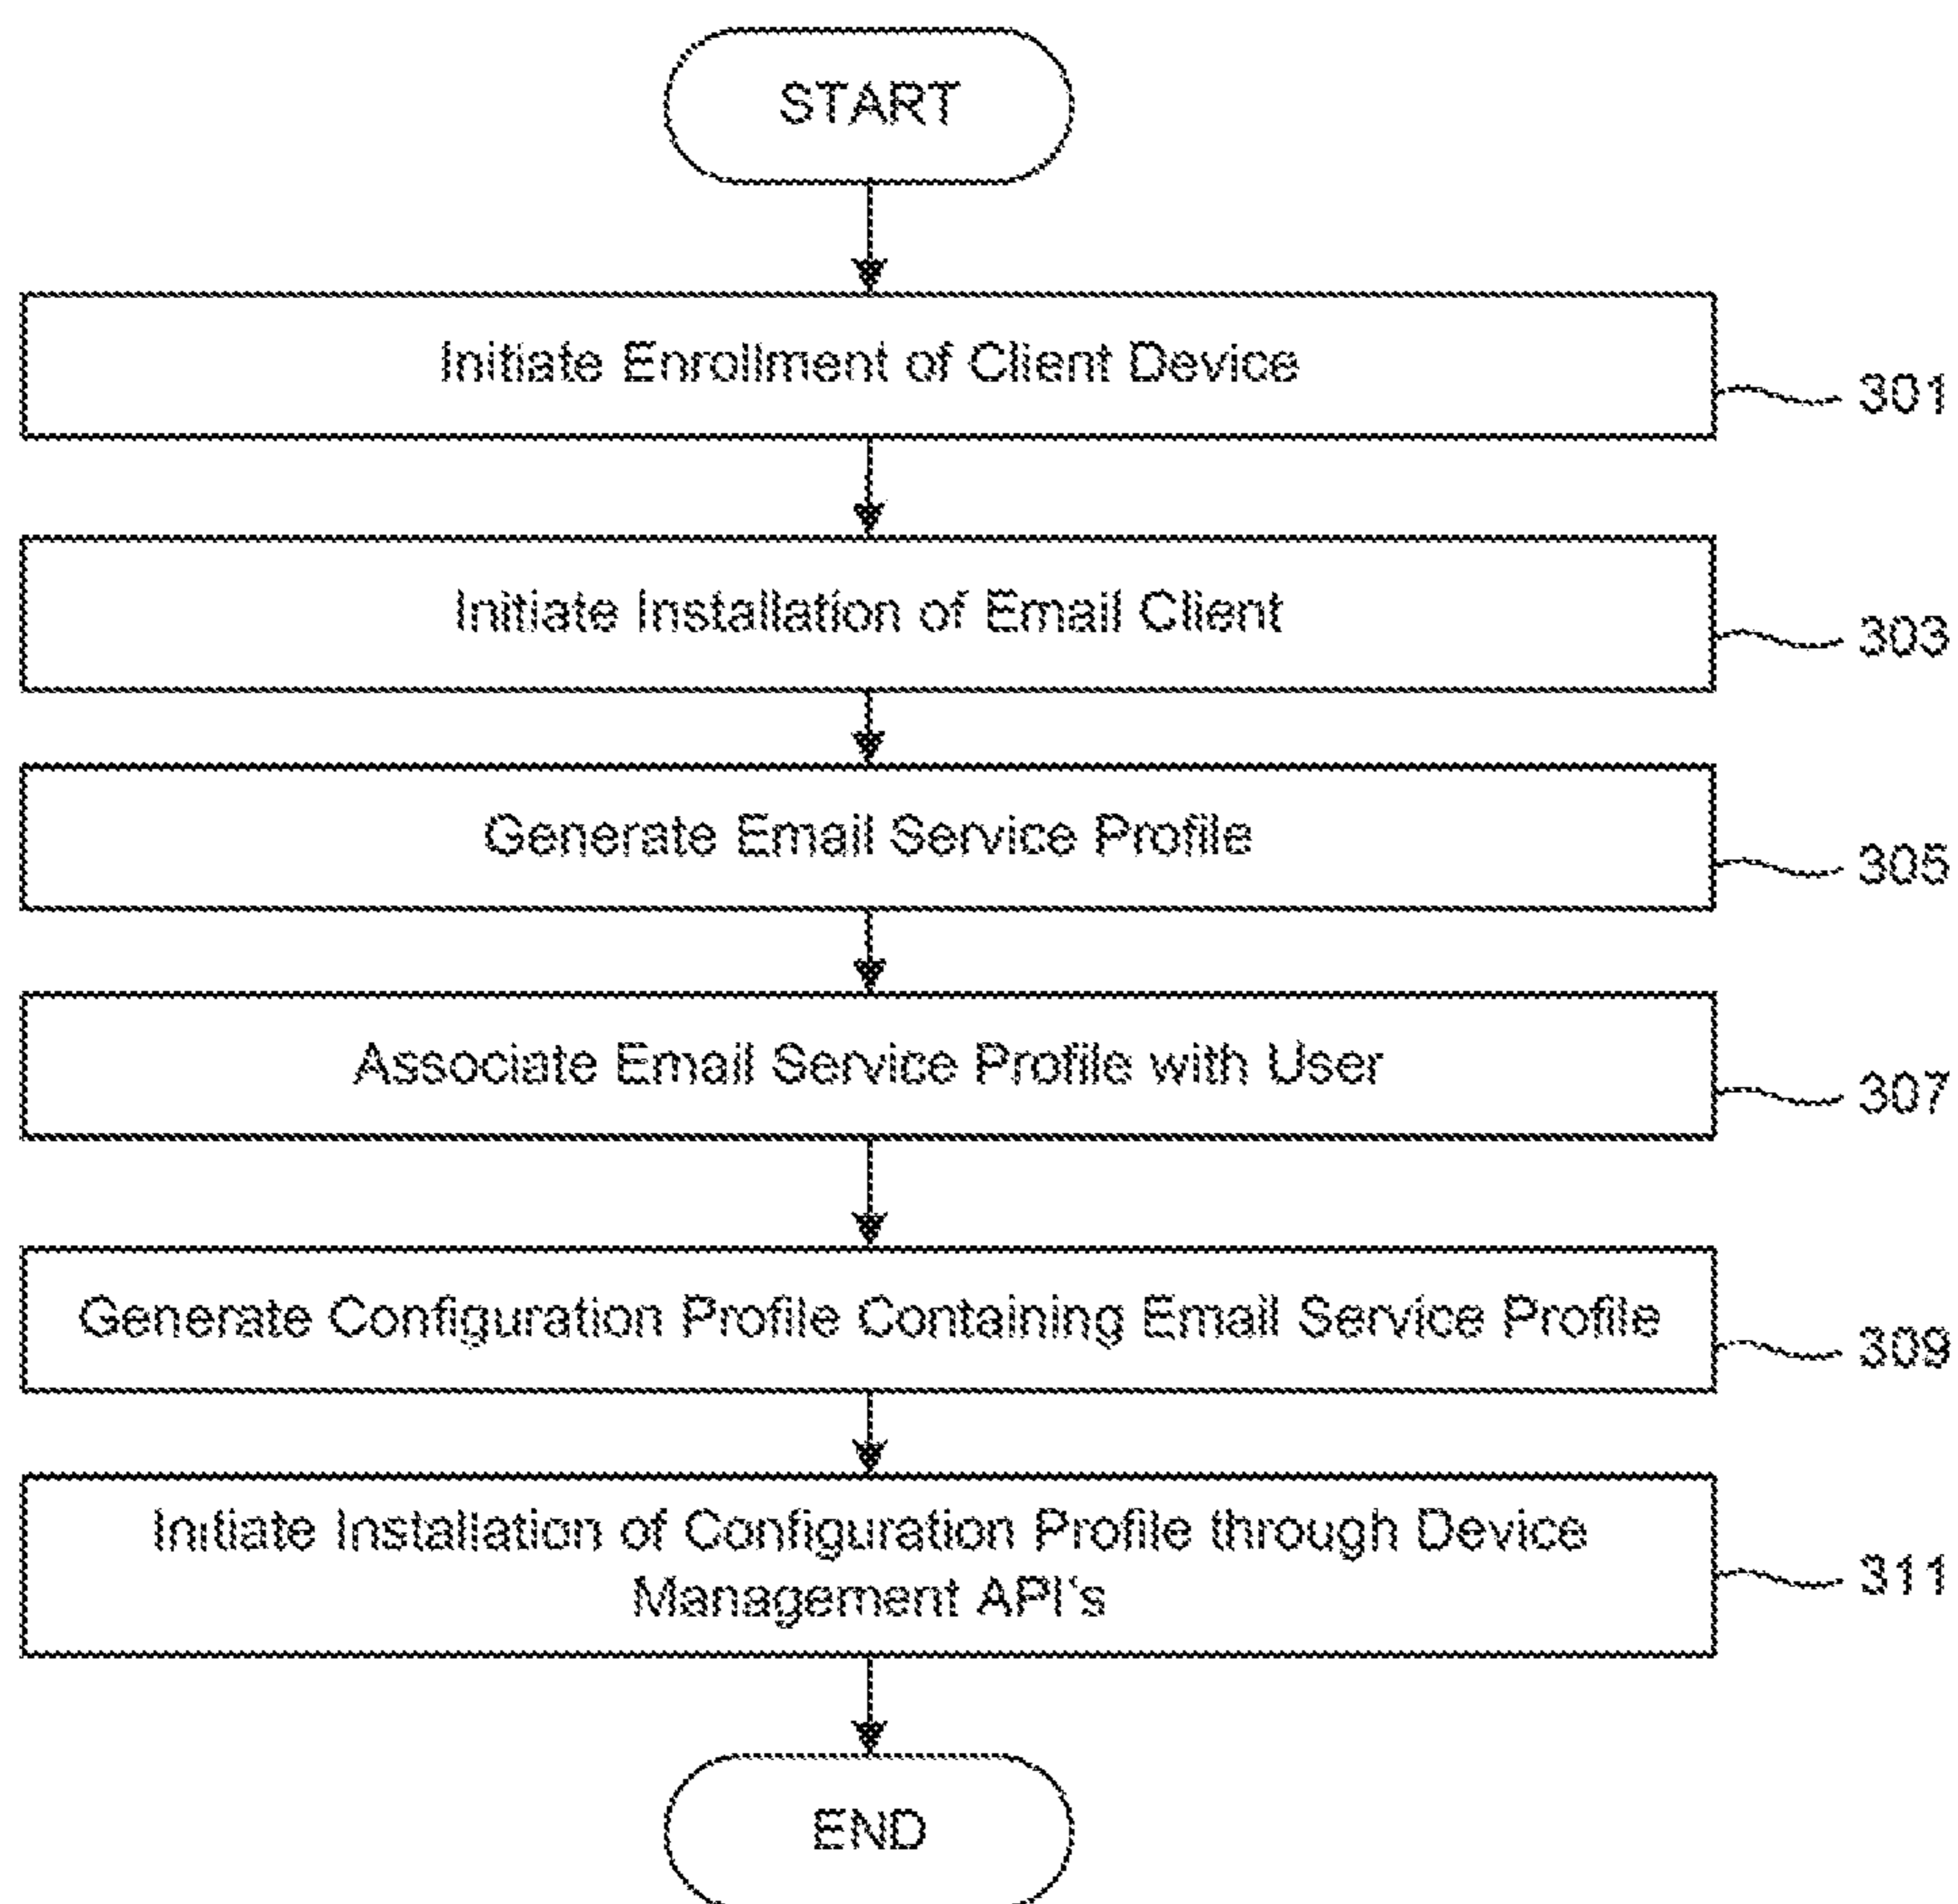 START
Initiate Enrollment of Client Device
301
Initiate Installation of Email Client
303
Generate Email Service Profile
305
Associate Email Service Profile with User
307
Generate Configuration Profile Containing Email Service Profile
309
Initiate Installation of Configuration Profile through Device
Management API's
311
END